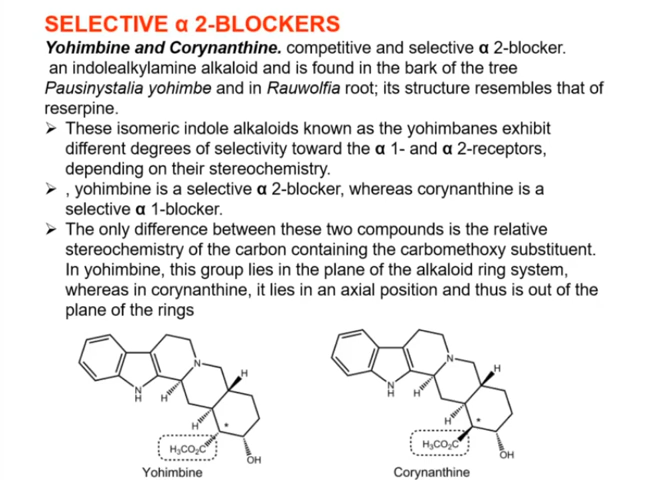 SELECTIVE α 2-BLOCKERS
Yohimbine and Corynanthine. competitive and selective α 2-blocker.
an indolealkylamine alkaloid and is found in the bark of the tree
Pausinystalia yohimbe and in Rauwolfia root; its structure resembles that of
reserpine.
➢ These isomeric indole alkaloids known as the yohimbanes exhibit
different degrees of selectivity toward the α 1- and α 2-receptors,
depending on their stereochemistry.
➢ , yohimbine is a selective α 2-blocker, whereas corynanthine is a
selective α 1-blocker.
➢ The only difference between these two compounds is the relative
stereochemistry of the carbon containing the carbomethoxy substituent.
In yohimbine, this group lies in the plane of the alkaloid ring system,
whereas in corynanthine, it lies in an axial position and thus is out of the
plane of the rings
N
H
N
H
H
H
*
H₃CO₂C
OH
Yohimbine
N
H
N
H
H
H
*
H₃CO₂C
OH
Corynanthine